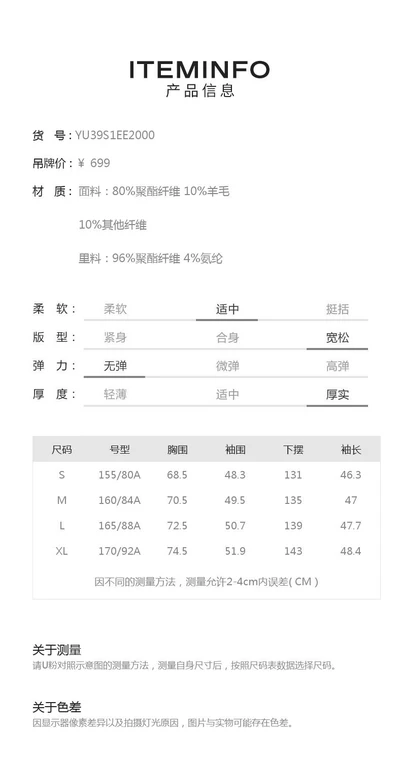 ITEMINFO
产品信息
货 号：YU39S1EE2000
吊牌价：¥ 699
材 质：面料：80%聚酯纤维 10%羊毛
10%其他纤维
里料：96%聚酯纤维 4%氨纶
柔 软： 柔软 适中 挺括
版 型： 紧身 合身 宽松
弹 力： 无弹 微弹 高弹
厚 度： 轻薄 适中 厚实
尺码 号型 胸围 袖围 下摆 袖长
S 155/80A 68.5 48.3 131 46.3
M 160/84A 70.5 49.5 135 47
L 165/88A 72.5 50.7 139 47.7
XL 170/92A 74.5 51.9 143 48.4
因不同的测量方法，测量允许2-4cm内误差( CM )
关于测量
请U粉对照示意图的测量方法，测量自身尺寸后，按照尺码表数据选择尺码。
关于色差
因显示器像素差异以及拍摄灯光原因，图片与实物可能存在色差。